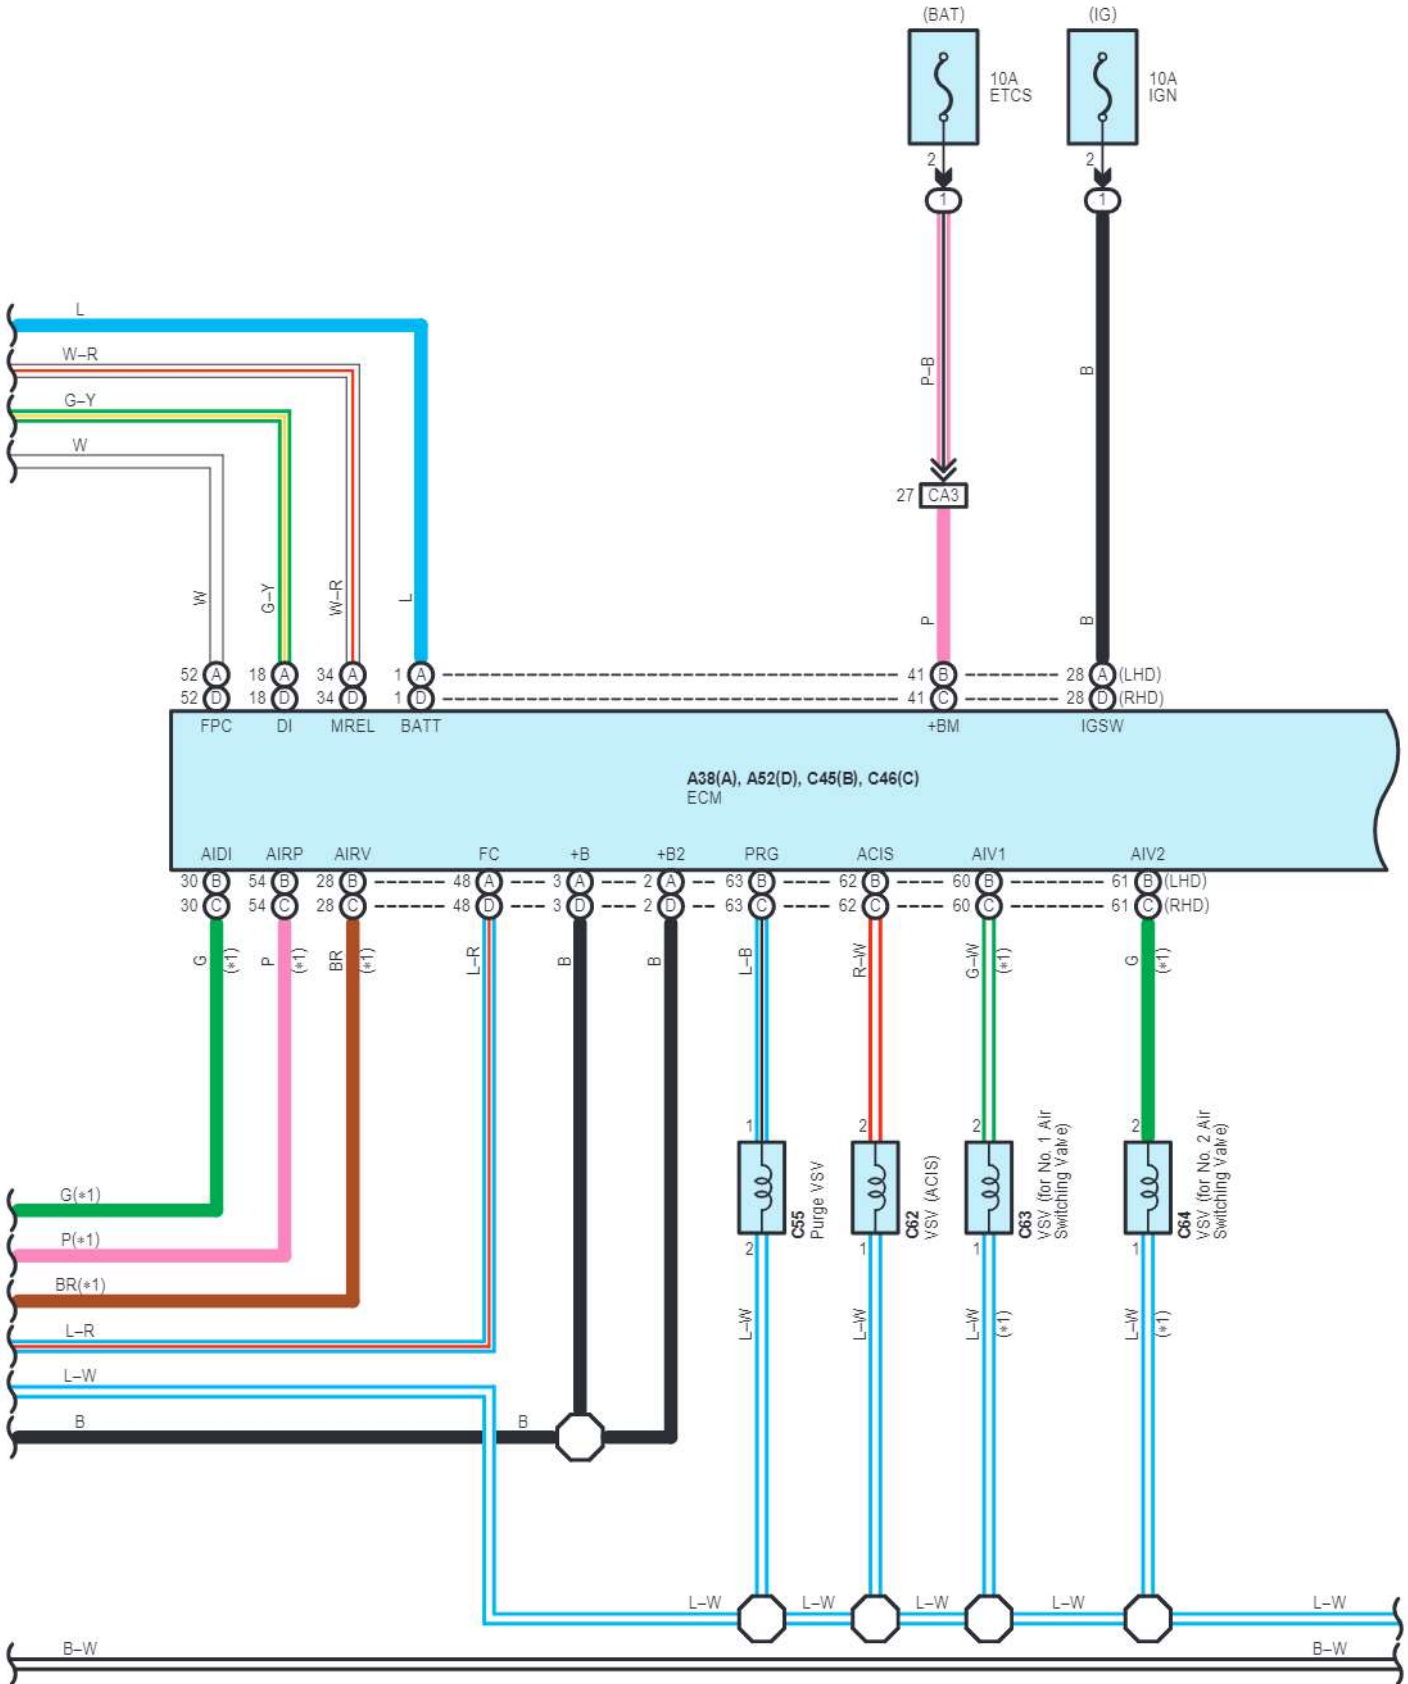 (BAT) (IG)
10A 10A
ETCS IGN
2 2
1 1
L
W–R
P–B B
G–Y
W
27 CA3
W G–Y W–R L P B
52 A 18 A 34 A 1 A 41 B 28 A (LHD)
52 D 18 D 34 D 1 D 41 C 28 D (RHD)
FPC DI MREL BATT +BM IGSW
A38(A), A52(D), C45(B), C46(C)
ECM
AIDI AIRP AIRV FC +B +B2 PRG ACIS AIV1 AIV2
30 B 54 B 28 B 48 A 3 A 2 A 63 B 62 B 60 B 61 B (LHD)
30 C 54 C 28 C 48 D 3 D 2 D 63 C 62 C 60 C 61 C (RHD)
G (*1) P (*1) BR (*1) L–R B B L–B R–W G–W (*1) G (*1)
1 2 2 2
C55
Purge VSV
C62
VSV (ACIS)
C63
VSV (for No. 1 Air
Switching Valve)
C64
VSV (for No. 2 Air
Switching Valve)
2 1 1 1
G(*1)
P(*1)
BR(*1)
L–R
L–W L–W L–W (*1) L–W (*1)
L–W
B B
L–W L–W L–W L–W L–W
B–W B–W